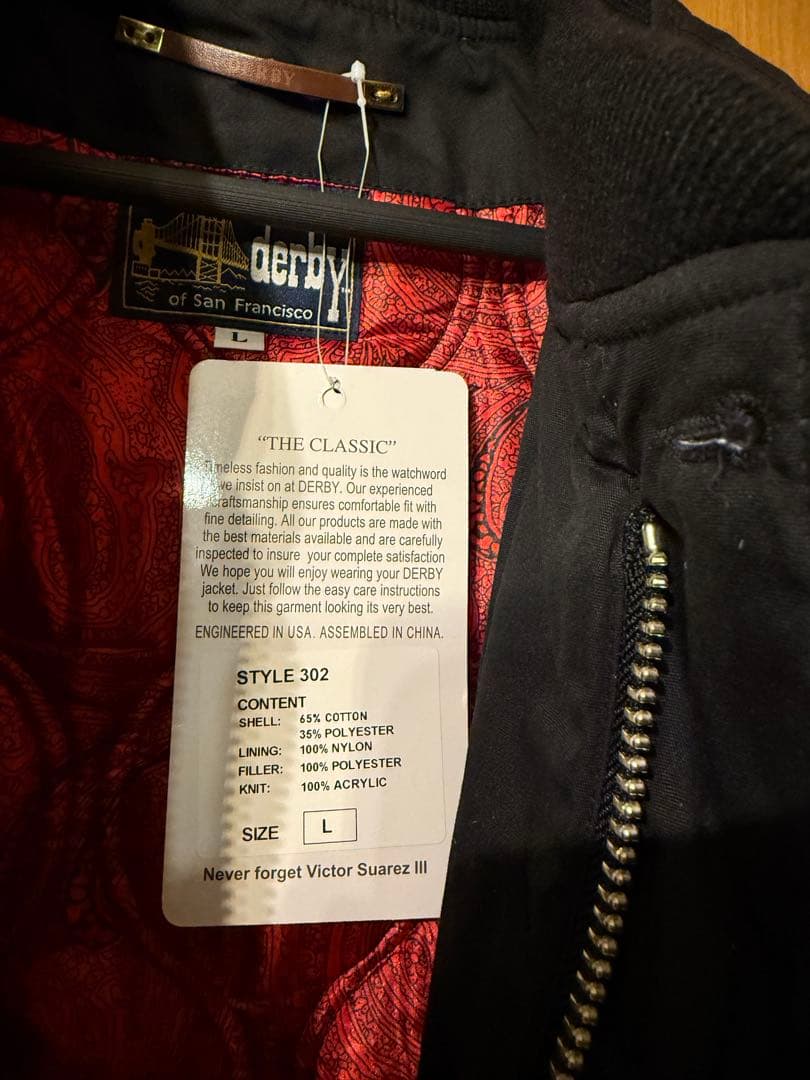 derby
of San Francisco
L
“THE CLASSIC”
Timeless fashion and quality is the watchword
we insist on at DERBY. Our experienced
craftsmanship ensures comfortable fit with
fine detailing. All our products are made with
the best materials available and are carefully
inspected to insure your complete satisfaction
We hope you will enjoy wearing your DERBY
jacket. Just follow the easy care instructions
to keep this garment looking its very best.
ENGINEERED IN USA. ASSEMBLED IN CHINA.
STYLE 302
CONTENT
SHELL: 65% COTTON
35% POLYESTER
LINING: 100% NYLON
FILLER: 100% POLYESTER
KNIT: 100% ACRYLIC
SIZE L
Never forget Victor Suarez III